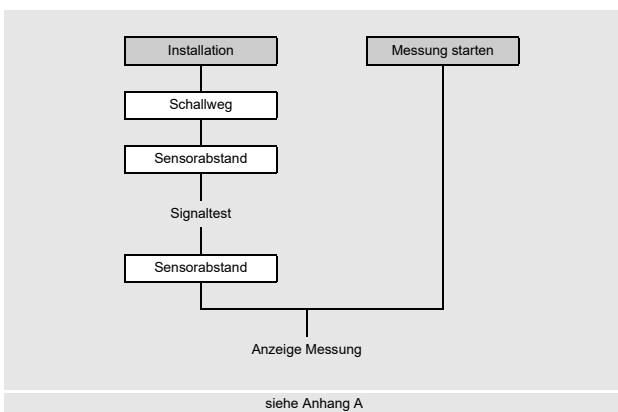 Installation
Messung starten
Schallweg
Sensorabstand
Signaltest
Sensorabstand
Anzeige Messung
siehe Anhang A